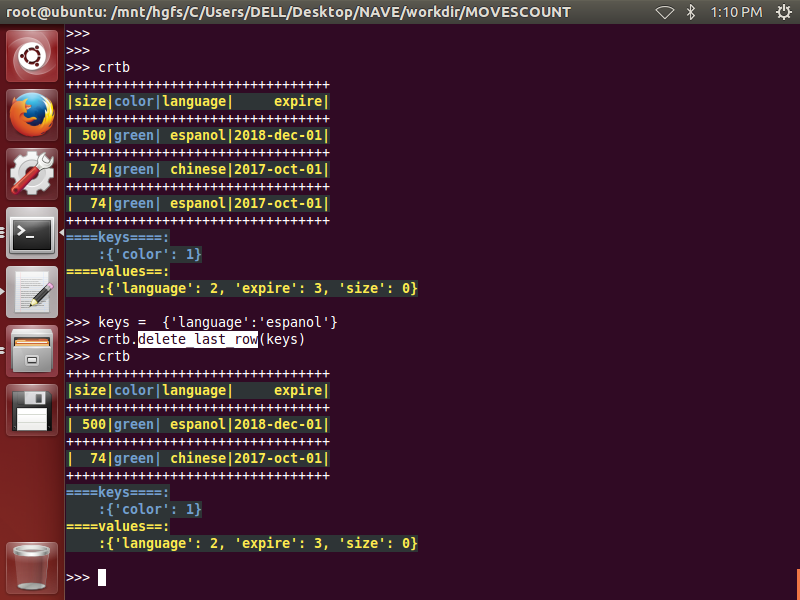 root@ubuntu: /mnt/hgfs/C/Users/DELL/Desktop/NAVE/workdir/MOVESCOUNT 1:10 PM
>>>
>>>
>>> crtb
+++++++++++++++++++++++++++++++++
|size|color|language|     expire|
+++++++++++++++++++++++++++++++++
| 500|green| espanol|2018-dec-01|
+++++++++++++++++++++++++++++++++
|  74|green| chinese|2017-oct-01|
+++++++++++++++++++++++++++++++++
|  74|green| espanol|2017-oct-01|
+++++++++++++++++++++++++++++++++
====keys====:
    :{'color': 1}
====values==:
    :{'language': 2, 'expire': 3, 'size': 0}
>>> keys =  {'language':'espanol'}
>>> crtb.delete_last_row(keys)
>>> crtb
+++++++++++++++++++++++++++++++++
|size|color|language|     expire|
+++++++++++++++++++++++++++++++++
| 500|green| espanol|2018-dec-01|
+++++++++++++++++++++++++++++++++
|  74|green| chinese|2017-oct-01|
+++++++++++++++++++++++++++++++++
====keys====:
    :{'color': 1}
====values==:
    :{'language': 2, 'expire': 3, 'size': 0}
>>>